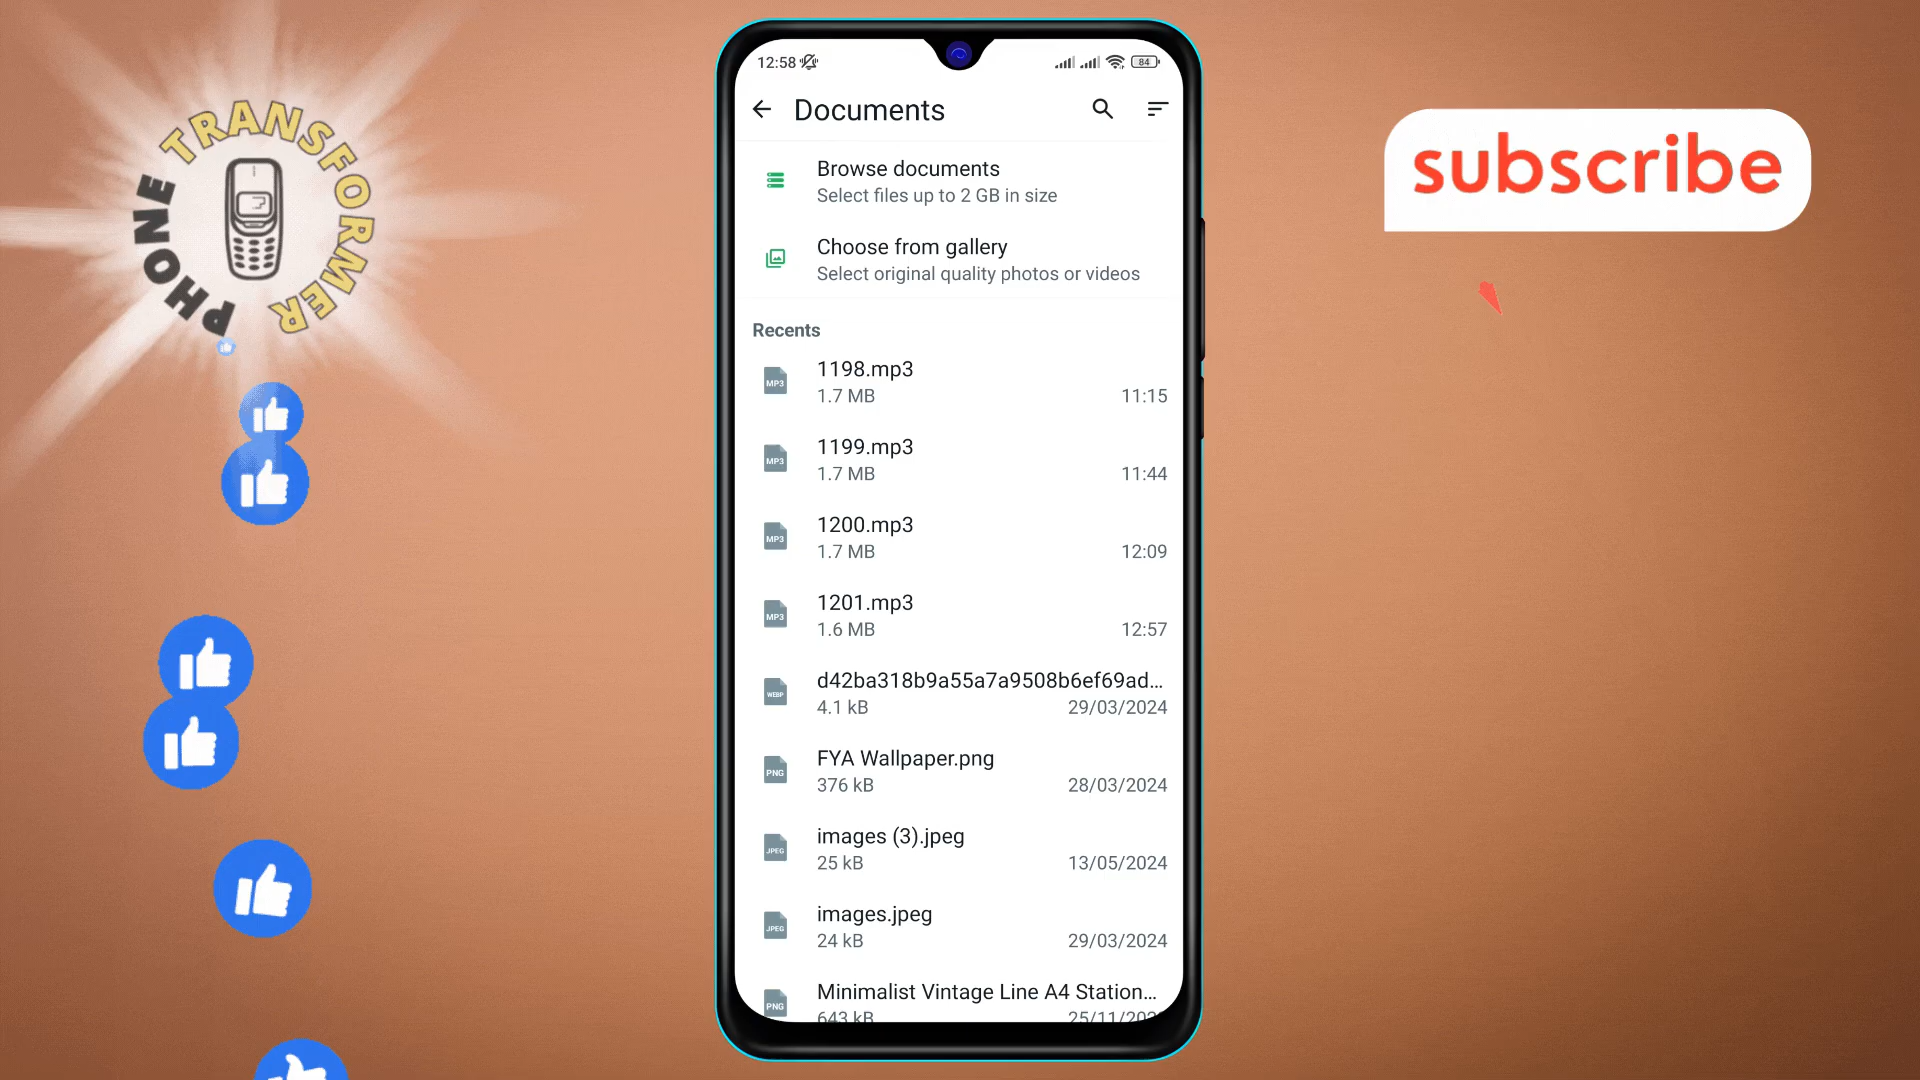 PHONE TRANSFORMER
subscribe
12:58
84
Documents
Browse documents
Select files up to 2 GB in size
Choose from gallery
Select original quality photos or videos
Recents
MP3
1198.mp3
1.7 MB
11:15
MP3
1199.mp3
1.7 MB
11:44
MP3
1200.mp3
1.7 MB
12:09
MP3
1201.mp3
1.6 MB
12:57
WEBP
d42ba318b9a55a7a9508b6ef69ad...
4.1 kB
29/03/2024
PNG
FYA Wallpaper.png
376 kB
28/03/2024
JPEG
images (3).jpeg
25 kB
13/05/2024
JPEG
images.jpeg
24 kB
29/03/2024
PNG
Minimalist Vintage Line A4 Station...
643 kB